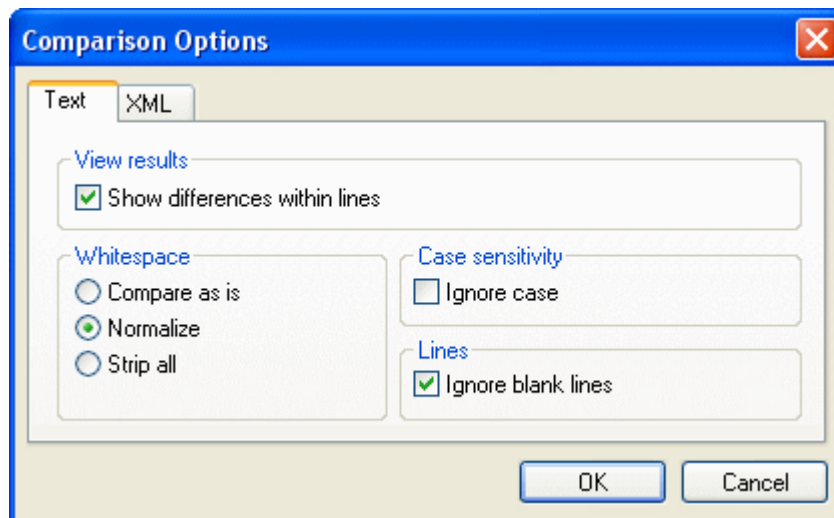 Comparison Options
Text
XML
View results
Show differences within lines
Whitespace
Compare as is
Normalize
Strip all
Case sensitivity
Ignore case
Lines
Ignore blank lines
OK
Cancel